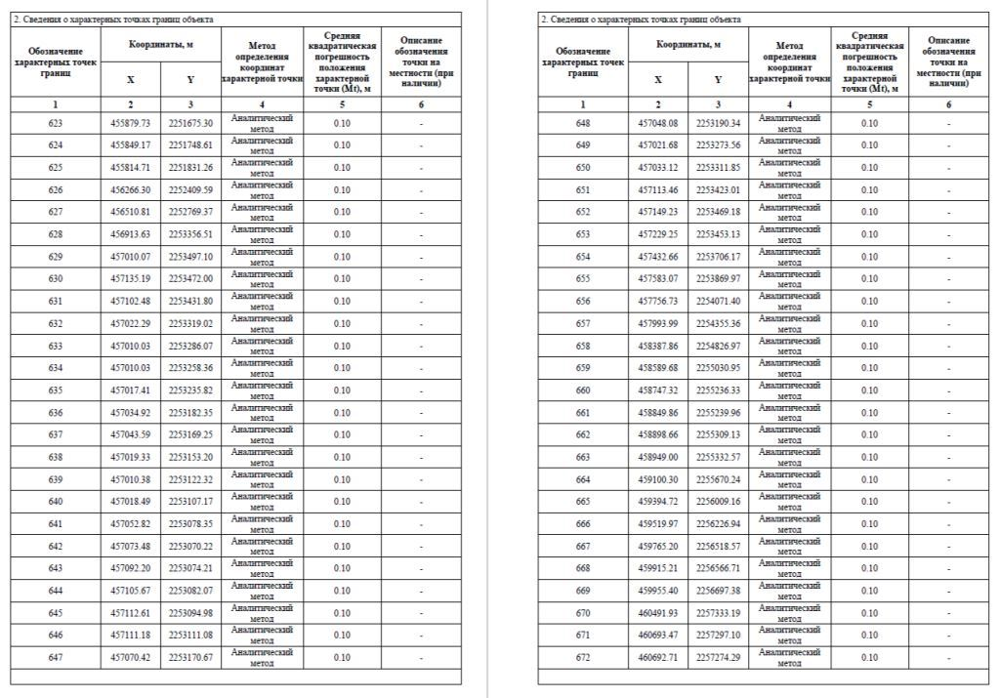 2. Сведения о характерных точках границ объекта
Обозначение характерных точек границ | Координаты, м | Метод определения координат характерной точки | Средняя квадратическая погрешность положения характерной точки (Mt), м | Описание обозначения точки на местности (при наличии)
X | Y
1 | 2 | 3 | 4 | 5 | 6
623 | 455879.73 | 2251675.30 | Аналитический метод | 0.10 | -
624 | 455849.17 | 2251748.61 | Аналитический метод | 0.10 | -
625 | 455814.71 | 2251831.26 | Аналитический метод | 0.10 | -
626 | 456266.30 | 2252409.59 | Аналитический метод | 0.10 | -
627 | 456510.81 | 2252769.37 | Аналитический метод | 0.10 | -
628 | 456913.63 | 2253356.51 | Аналитический метод | 0.10 | -
629 | 457010.07 | 2253497.10 | Аналитический метод | 0.10 | -
630 | 457135.19 | 2253472.00 | Аналитический метод | 0.10 | -
631 | 457102.48 | 2253431.80 | Аналитический метод | 0.10 | -
632 | 457022.29 | 2253319.02 | Аналитический метод | 0.10 | -
633 | 457010.03 | 2253286.07 | Аналитический метод | 0.10 | -
634 | 457010.03 | 2253258.36 | Аналитический метод | 0.10 | -
635 | 457017.41 | 2253235.82 | Аналитический метод | 0.10 | -
636 | 457034.92 | 2253182.35 | Аналитический метод | 0.10 | -
637 | 457043.59 | 2253169.25 | Аналитический метод | 0.10 | -
638 | 457019.33 | 2253153.20 | Аналитический метод | 0.10 | -
639 | 457010.38 | 2253122.32 | Аналитический метод | 0.10 | -
640 | 457018.49 | 2253107.17 | Аналитический метод | 0.10 | -
641 | 457052.82 | 2253078.35 | Аналитический метод | 0.10 | -
642 | 457073.48 | 2253070.22 | Аналитический метод | 0.10 | -
643 | 457092.20 | 2253074.21 | Аналитический метод | 0.10 | -
644 | 457105.67 | 2253082.07 | Аналитический метод | 0.10 | -
645 | 457112.61 | 2253094.98 | Аналитический метод | 0.10 | -
646 | 457111.18 | 2253111.08 | Аналитический метод | 0.10 | -
647 | 457070.42 | 2253170.67 | Аналитический метод | 0.10 | -
2. Сведения о характерных точках границ объекта
Обозначение характерных точек границ | Координаты, м | Метод определения координат характерной точки | Средняя квадратическая погрешность положения характерной точки (Mt), м | Описание обозначения точки на местности (при наличии)
X | Y
1 | 2 | 3 | 4 | 5 | 6
648 | 457048.08 | 2253190.34 | Аналитический метод | 0.10 | -
649 | 457021.68 | 2253273.56 | Аналитический метод | 0.10 | -
650 | 457033.12 | 2253311.85 | Аналитический метод | 0.10 | -
651 | 457113.46 | 2253423.01 | Аналитический метод | 0.10 | -
652 | 457149.23 | 2253469.18 | Аналитический метод | 0.10 | -
653 | 457229.25 | 2253453.13 | Аналитический метод | 0.10 | -
654 | 457432.66 | 2253706.17 | Аналитический метод | 0.10 | -
655 | 457583.07 | 2253869.97 | Аналитический метод | 0.10 | -
656 | 457756.73 | 2254071.40 | Аналитический метод | 0.10 | -
657 | 457993.99 | 2254355.36 | Аналитический метод | 0.10 | -
658 | 458387.86 | 2254826.97 | Аналитический метод | 0.10 | -
659 | 458589.68 | 2255030.95 | Аналитический метод | 0.10 | -
660 | 458747.32 | 2255236.33 | Аналитический метод | 0.10 | -
661 | 458849.86 | 2255239.96 | Аналитический метод | 0.10 | -
662 | 458898.66 | 2255309.13 | Аналитический метод | 0.10 | -
663 | 458949.00 | 2255332.57 | Аналитический метод | 0.10 | -
664 | 459100.30 | 2255670.24 | Аналитический метод | 0.10 | -
665 | 459394.72 | 2256009.16 | Аналитический метод | 0.10 | -
666 | 459519.97 | 2256226.94 | Аналитический метод | 0.10 | -
667 | 459765.20 | 2256518.57 | Аналитический метод | 0.10 | -
668 | 459915.21 | 2256566.71 | Аналитический метод | 0.10 | -
669 | 459955.40 | 2256697.38 | Аналитический метод | 0.10 | -
670 | 460491.93 | 2257333.19 | Аналитический метод | 0.10 | -
671 | 460693.47 | 2257297.10 | Аналитический метод | 0.10 | -
672 | 460692.71 | 2257274.29 | Аналитический метод | 0.10 | -